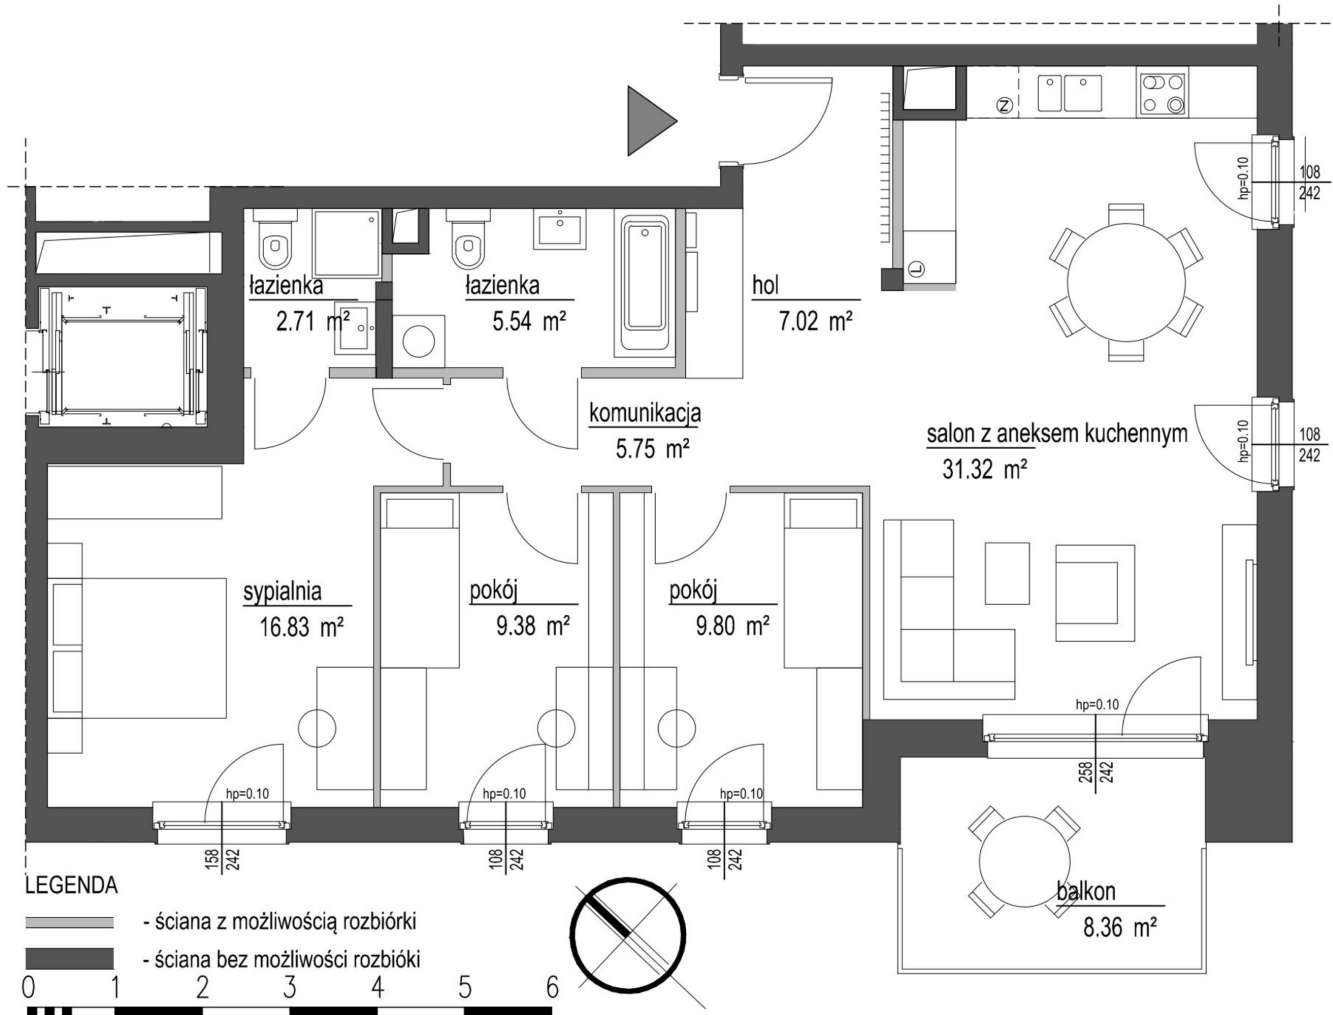 hp=0.10
108
242
N
L
łazienka
2.71 m²
łazienka
5.54 m²
hol
7.02 m²
komunikacja
5.75 m²
salon z aneksem kuchennym
31.32 m²
hp=0.10
108
242
sypialnia
16.83 m²
pokój
9.38 m²
pokój
9.80 m²
hp=0.10
258
242
hp=0.10
158
242
hp=0.10
108
242
hp=0.10
108
242
balkon
8.36 m²
LEGENDA
- ściana z możliwością rozbiórki
- ściana bez możliwości rozbióki
0 1 2 3 4 5 6